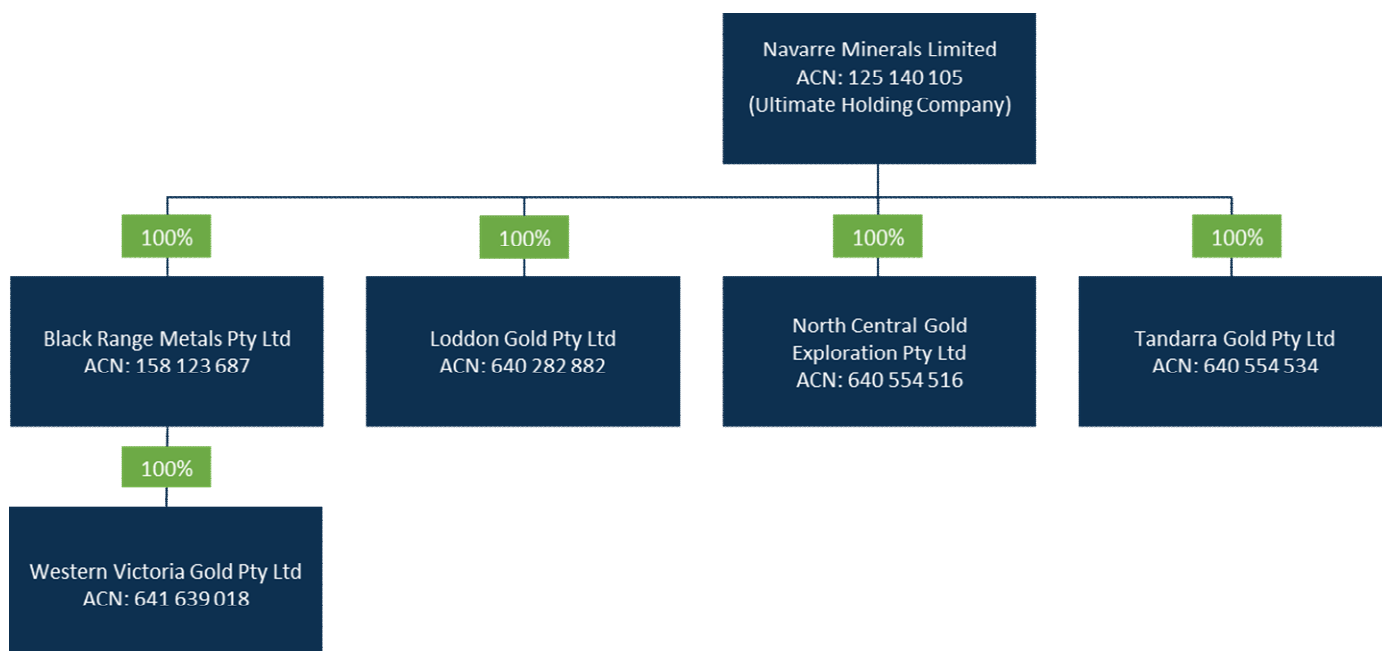 Navarre Minerals Limited
ACN: 125 140 105
(Ultimate Holding Company)
100%
100%
100%
100%
Black Range Metals Pty Ltd
ACN: 158 123 687
Loddon Gold Pty Ltd
ACN: 640 282 882
North Central Gold
Exploration Pty Ltd
ACN: 640 554 516
Tandarra Gold Pty Ltd
ACN: 640 554 534
100%
Western Victoria Gold Pty Ltd
ACN: 641 639 018